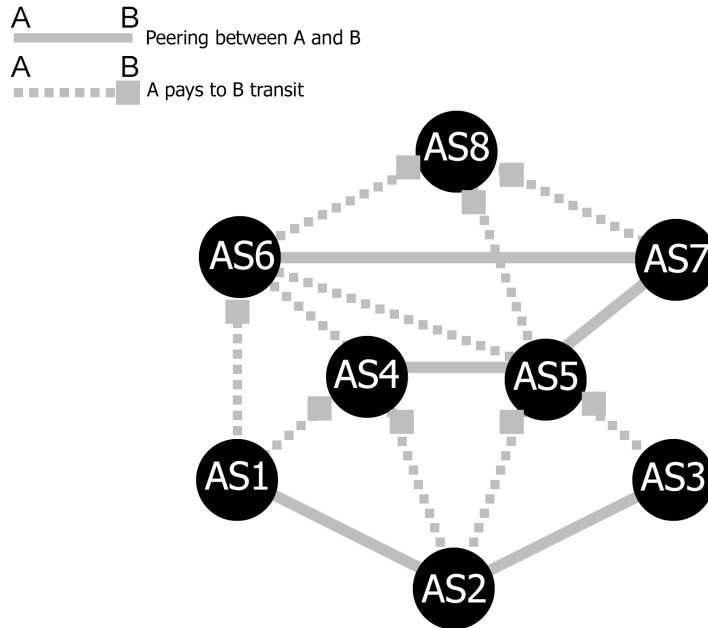 A B
Peering between A and B
A B
A pays to B transit
AS8
AS6
AS7
AS4
AS5
AS1
AS3
AS2